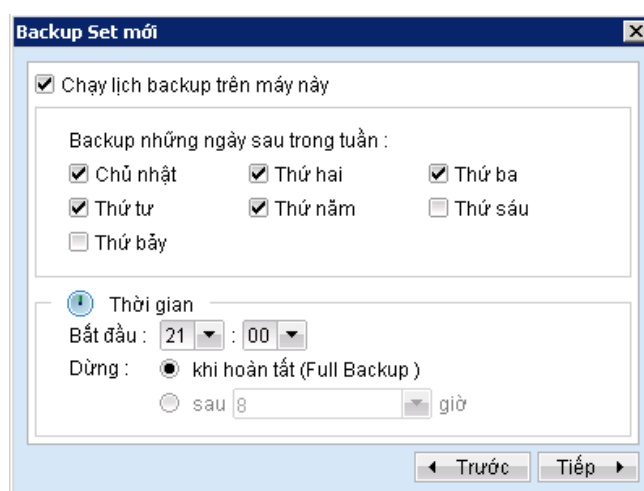 Backup Set mới
Chạy lịch backup trên máy này
Backup những ngày sau trong tuần :
Chủ nhật Thứ hai Thứ ba
Thứ tư Thứ năm Thứ sáu
Thứ bảy
Thời gian
Bắt đầu : 21 : 00
Dừng : khi hoàn tất (Full Backup )
sau 8 giờ
Trước Tiếp